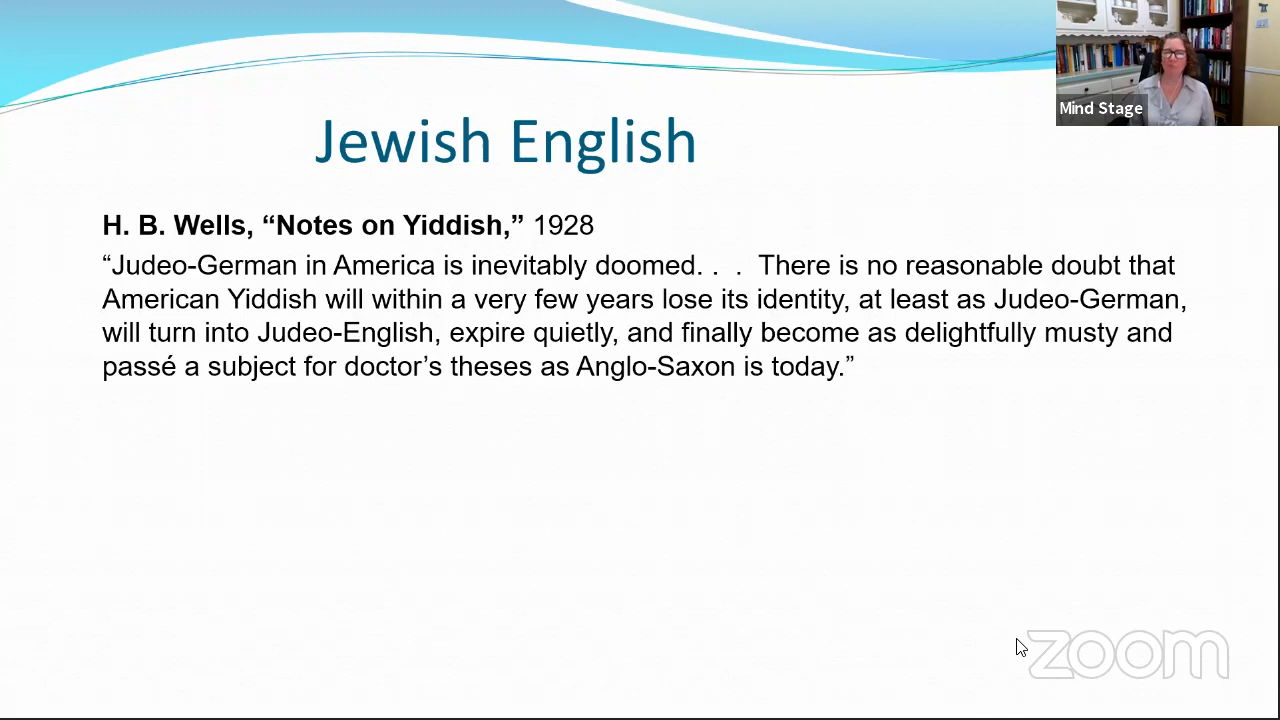 Mind Stage
Jewish English
H. B. Wells, “Notes on Yiddish,” 1928
“Judeo-German in America is inevitably doomed. . .  There is no reasonable doubt that
American Yiddish will within a very few years lose its identity, at least as Judeo-German,
will turn into Judeo-English, expire quietly, and finally become as delightfully musty and
passé a subject for doctor’s theses as Anglo-Saxon is today.”
zoom